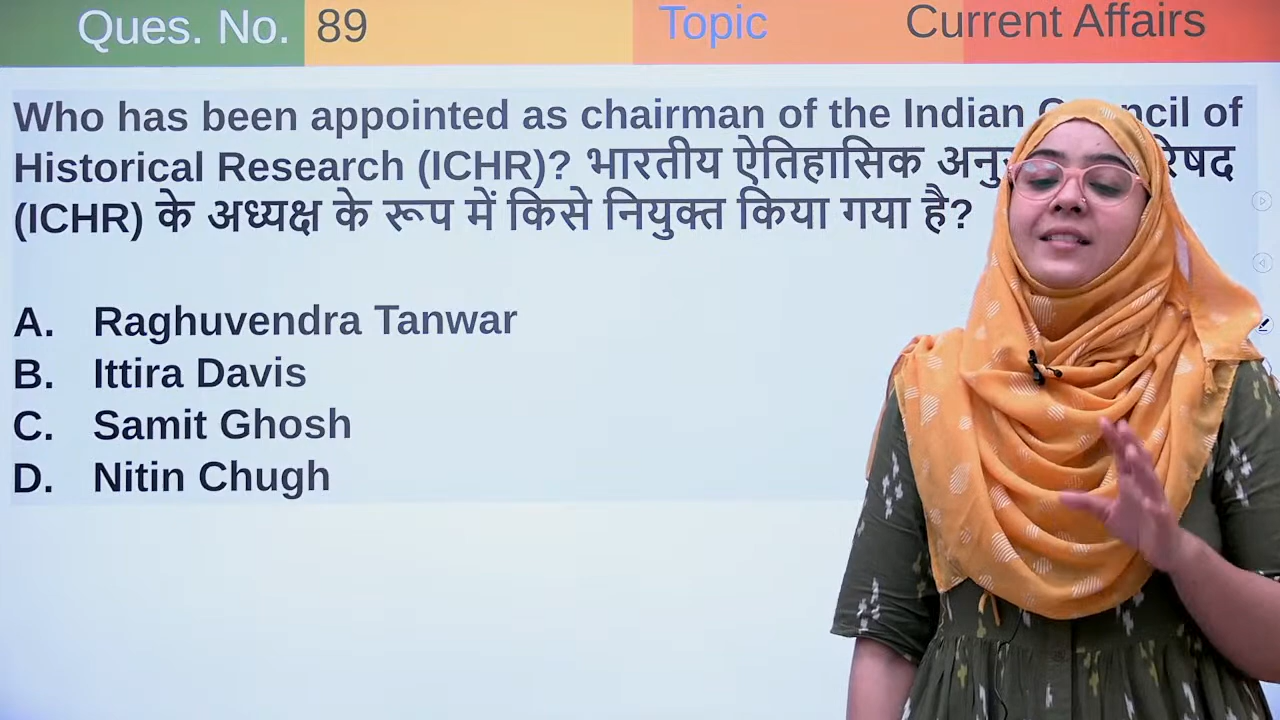 Ques. No. 89 Topic Current Affairs
Who has been appointed as chairman of the Indian of
Historical Research (ICHR)? भारतीय ऐतिहासिक
(ICHR) के अध्यक्ष के रूप में किसे नियुक्त किया गया है?
A. Raghuvendra Tanwar
B. Ittira Davis
C. Samit Ghosh
D. Nitin Chugh